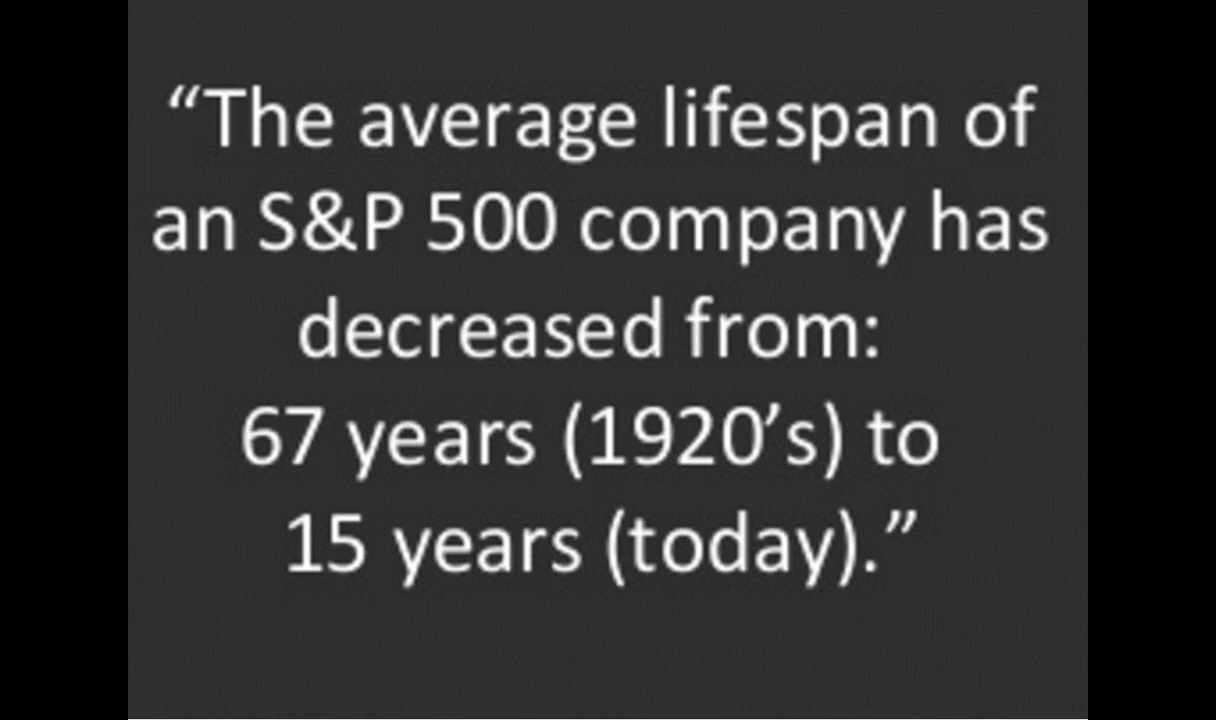 “The average lifespan of
an S&P 500 company has
decreased from:
67 years (1920’s) to
15 years (today).”